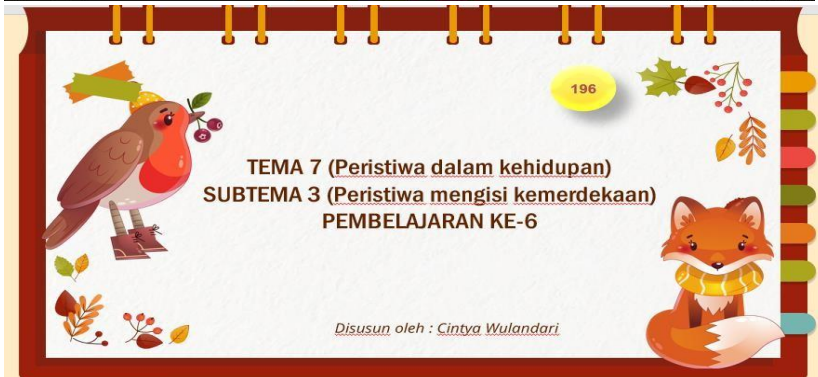 196
TEMA 7 (Peristiwa dalam kehidupan)
SUBTEMA 3 (Peristiwa mengisi kemerdekaan)
PEMBELAJARAN KE-6
Disusun oleh : Cintya Wulandari